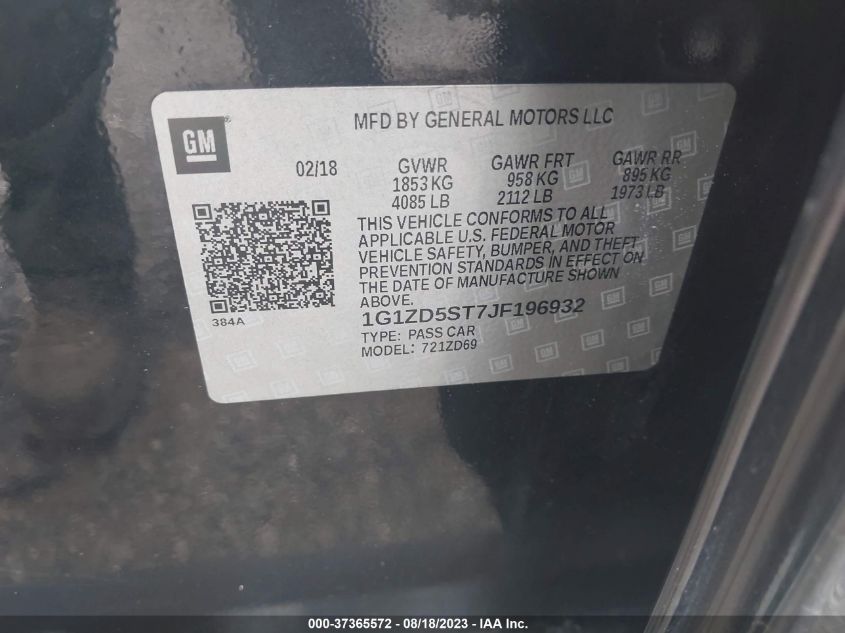 MFD BY GENERAL MOTORS LLC
GM
02/18
GVWR GAWR FRT GAWR RR
1853 KG 958 KG 895 KG
4085 LB 2112 LB 1973 LB
THIS VEHICLE CONFORMS TO ALL
APPLICABLE U.S. FEDERAL MOTOR
VEHICLE SAFETY, BUMPER, AND THEFT
PREVENTION STANDARDS IN EFFECT ON
THE DATE OF MANUFACTURE SHOWN
ABOVE.
384A
1G1ZD5ST7JF196932
TYPE: PASS CAR
MODEL: 721ZD69
000-37365572 / 08/18/2023 - IAA Inc.